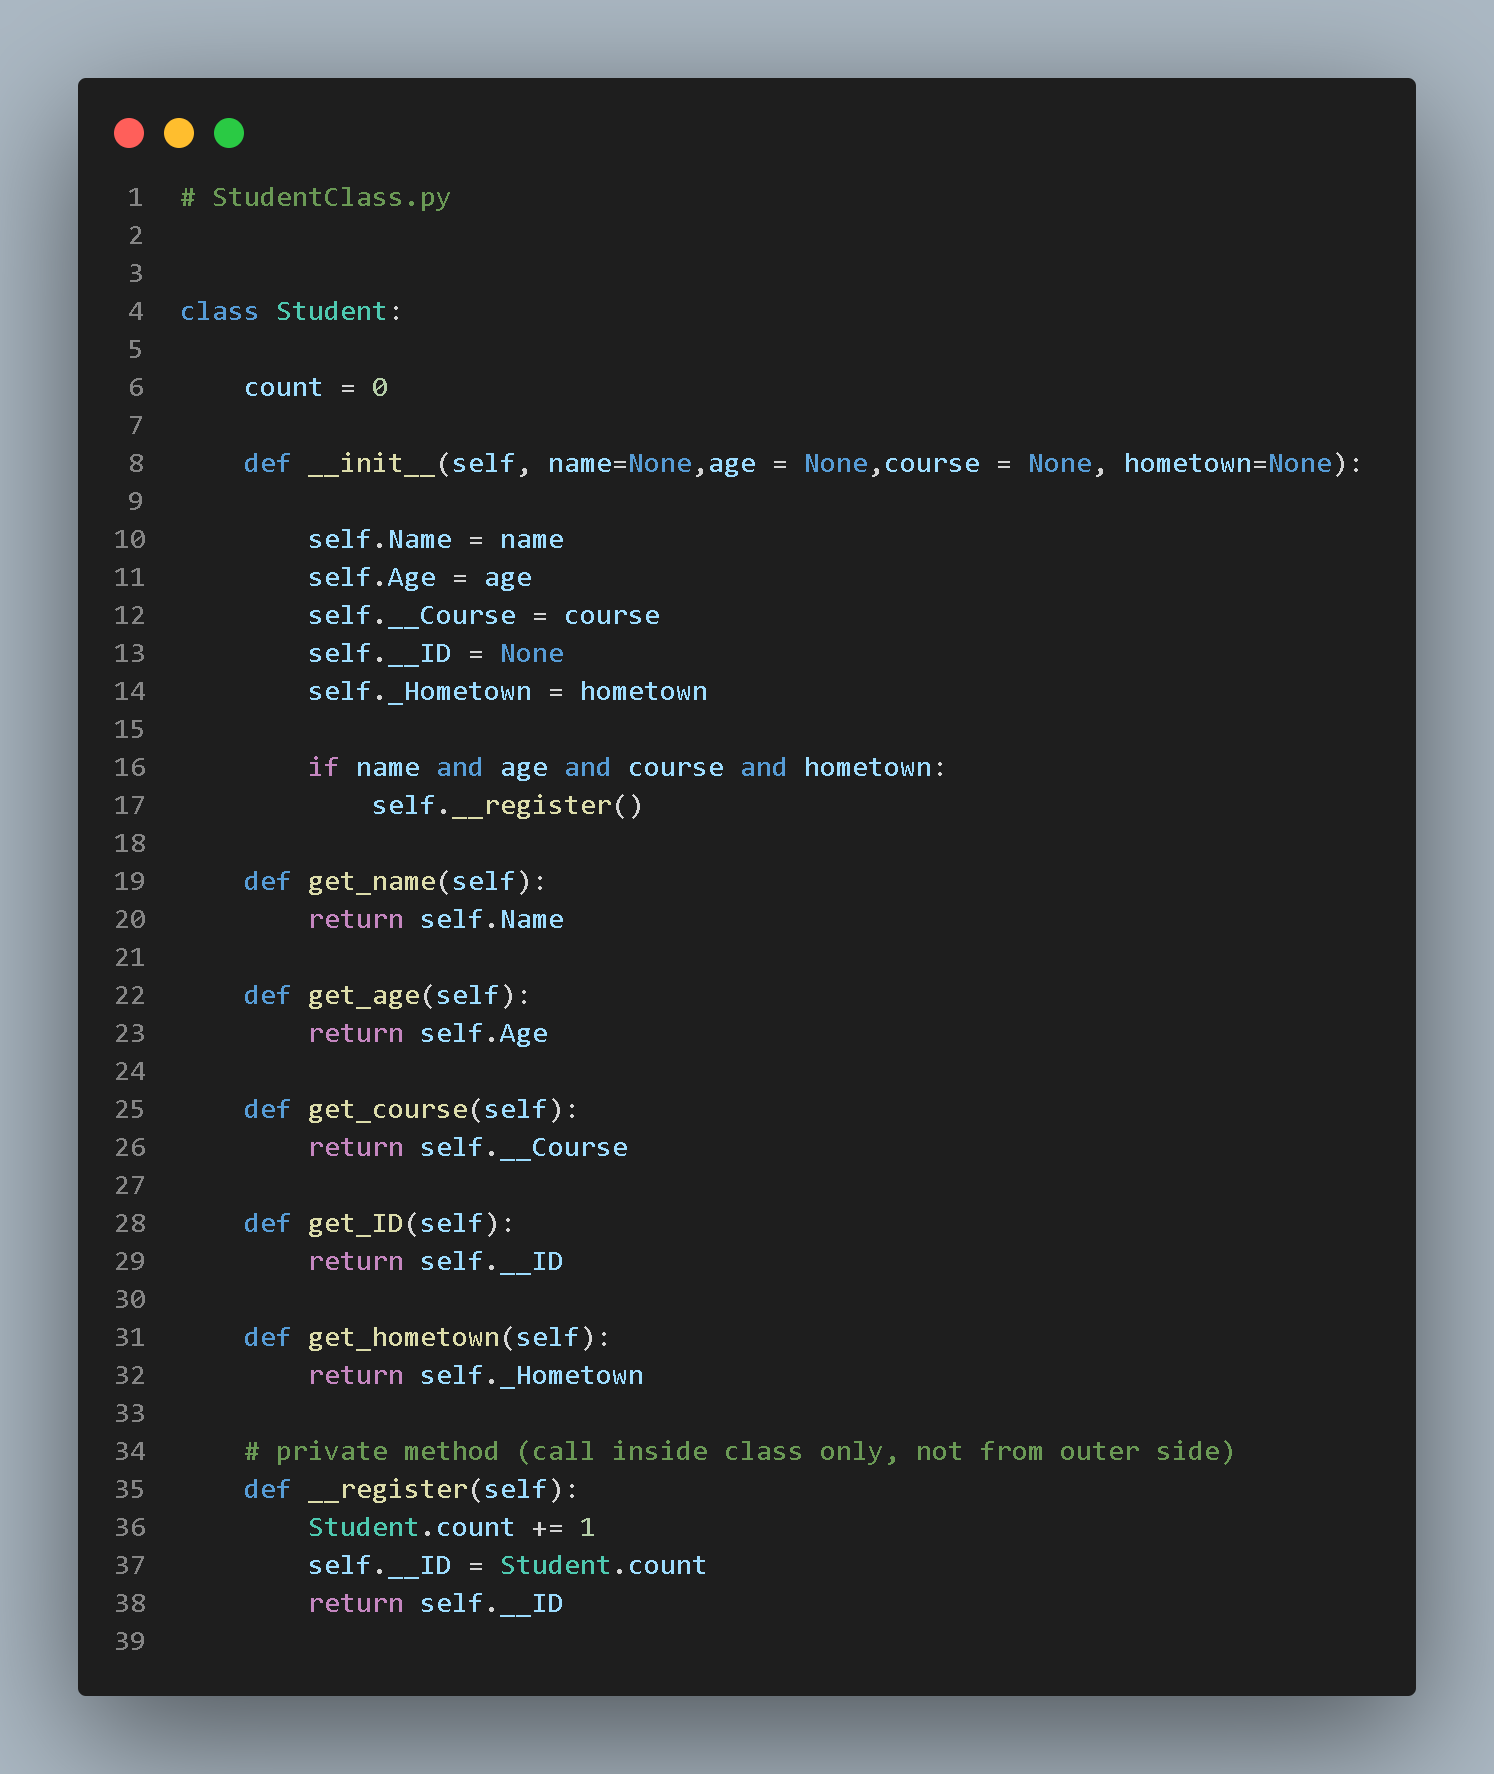 1 # StudentClass.py
2
3
4 class Student:
5
6     count = 0
7
8     def __init__(self, name=None,age = None,course = None, hometown=None):
9
10         self.Name = name
11         self.Age = age
12         self.__Course = course
13         self.__ID = None
14         self._Hometown = hometown
15
16         if name and age and course and hometown:
17             self.__register()
18
19     def get_name(self):
20         return self.Name
21
22     def get_age(self):
23         return self.Age
24
25     def get_course(self):
26         return self.__Course
27
28     def get_ID(self):
29         return self.__ID
30
31     def get_hometown(self):
32         return self._Hometown
33
34     # private method (call inside class only, not from outer side)
35     def __register(self):
36         Student.count += 1
37         self.__ID = Student.count
38         return self.__ID
39